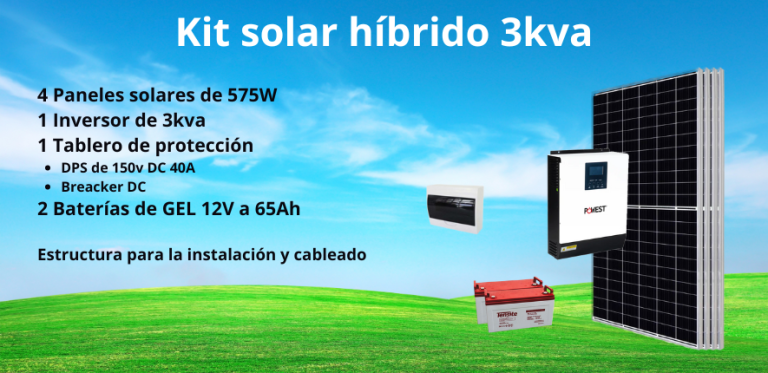 Kit solar híbrido 3kva
4 Paneles solares de 575W
1 Inversor de 3kva
1 Tablero de protección
• DPS de 150v DC 40A
• Breacker DC
2 Baterías de GEL 12V a 65Ah
Estructura para la instalación y cableado
POWEST